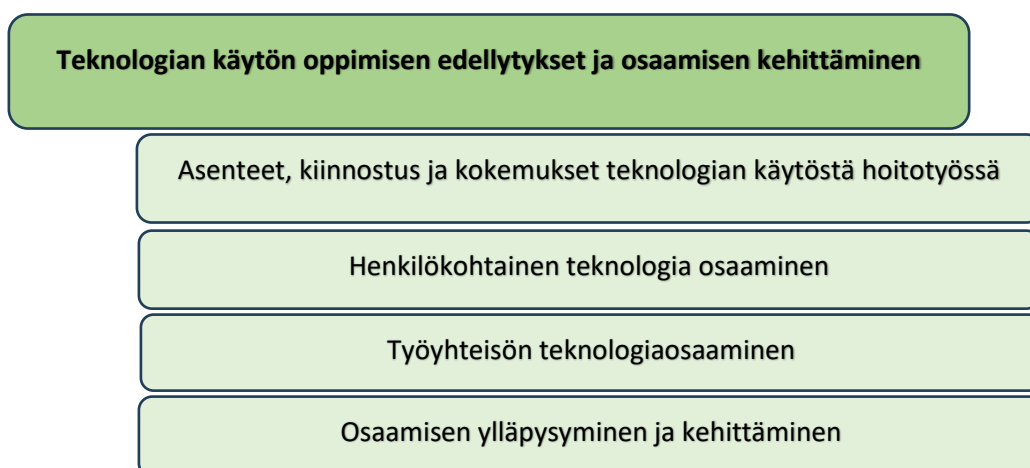 Teknologian käytön oppimisen edellytykset ja osaamisen kehittäminen
Asenteet, kiinnostus ja kokemukset teknologian käytöstä hoitotyössä
Henkilökohtainen teknologia osaaminen
Työyhteisön teknologiaosaaminen
Osaamisen ylläpysyminen ja kehittäminen